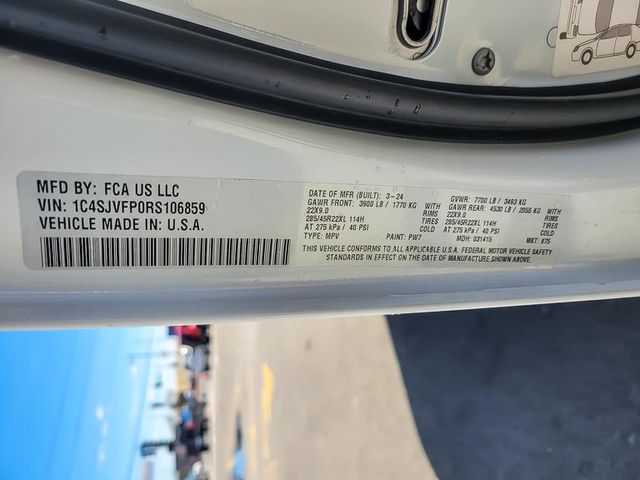 MFD BY: FCA US LLC
VIN: 1C4SJVFP0RS106859
VEHICLE MADE IN: U.S.A.
DATE OF MFR (BUILT): 3-24
GAWR FRONT: 3900 LB / 1770 KG
22X9.0 RIMS
285/45R22XL 114H TIRES
AT 275 kPa / 40 PSI COLD
TYPE: MPV PAINT: PW7
GVWR: 7700 LB / 3493 KG
GAWR REAR: 4530 LB / 2055 KG
22X9.0 RIMS
285/45R22XL 114H TIRES
AT 275 kPa / 40 PSI COLD
MDH: 031415 MKT: 975
THIS VEHICLE CONFORMS TO ALL APPLICABLE U.S.A. FEDERAL MOTOR VEHICLE SAFETY
STANDARDS IN EFFECT ON THE DATE OF MANUFACTURE SHOWN ABOVE.